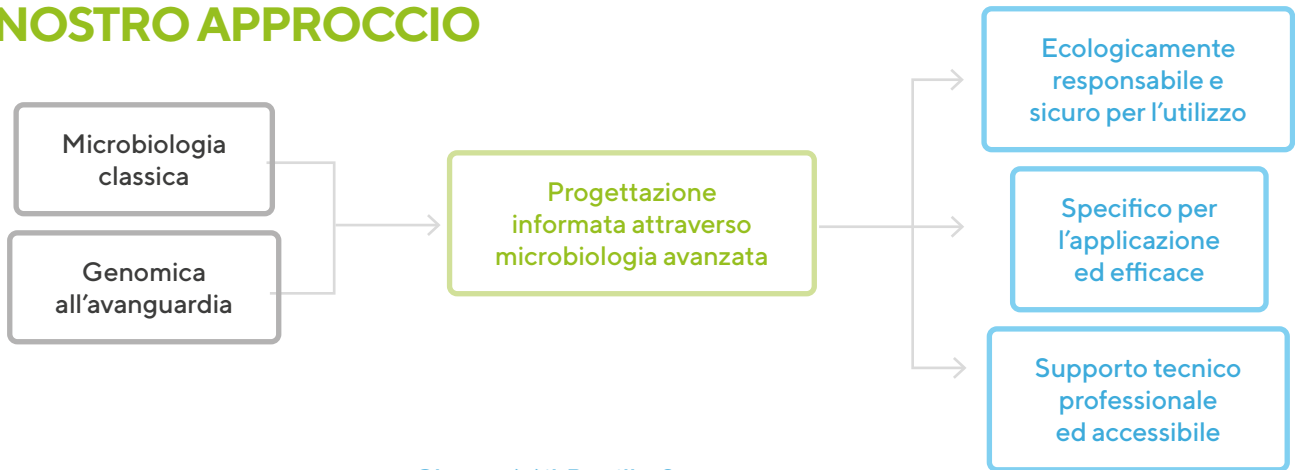 NOSTRO APPROCCIO
Microbiologia
classica
Genomica
all'avanguardia
Progettazione
informata attraverso
microbiologia avanzata
Ecologicamente
responsabile e
sicuro per l'utilizzo
Specifico per
l'applicazione
ed efficace
Supporto tecnico
professionale
ed accessibile